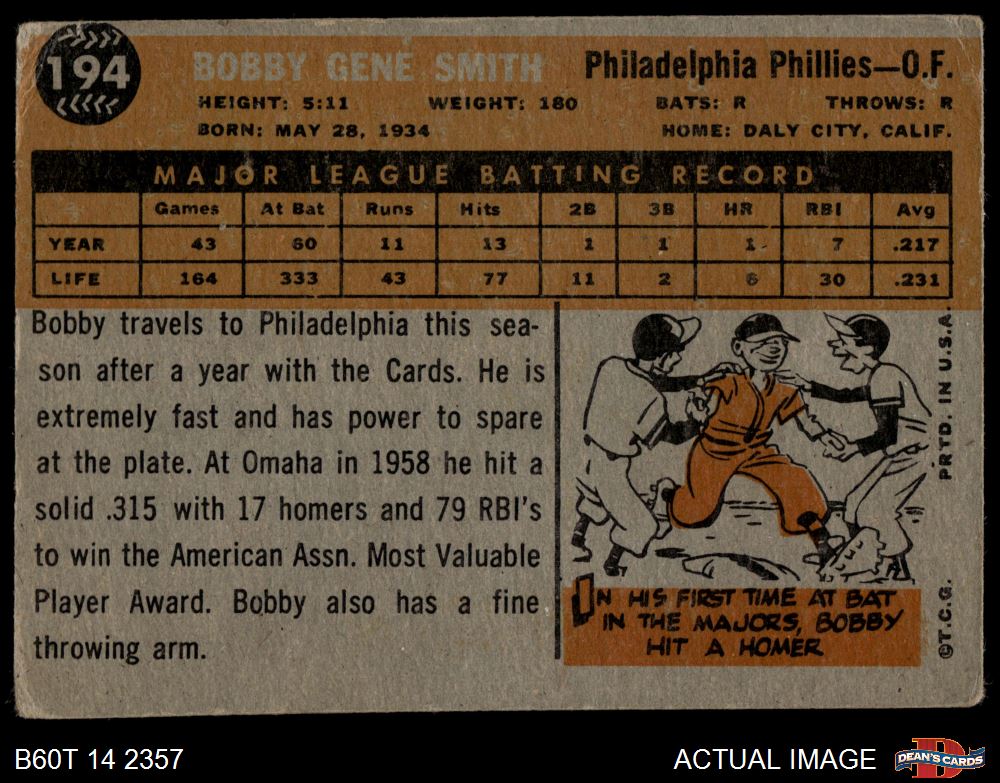 194
BOBBY GENE SMITH Philadelphia Phillies—O.F.
HEIGHT: 5:11 WEIGHT: 180 BATS: R THROWS: R
BORN: MAY 28, 1934 HOME: DALY CITY, CALIF.
MAJOR LEAGUE BATTING RECORD
Games At Bat Runs Hits 2B 3B HR RBI Avg
YEAR 43 60 11 13 1 1 1 7 .217
LIFE 164 333 43 77 11 2 6 30 .231
Bobby travels to Philadelphia this sea-
son after a year with the Cards. He is
extremely fast and has power to spare
at the plate. At Omaha in 1958 he hit a
solid .315 with 17 homers and 79 RBI's
to win the American Assn. Most Valuable
Player Award. Bobby also has a fine
throwing arm.
IN HIS FIRST TIME AT BAT
IN THE MAJORS, BOBBY
HIT A HOMER
©T.C.G. PRTD. IN U.S.A.
B60T 14 2357 ACTUAL IMAGE
D
DEAN'S CARDS